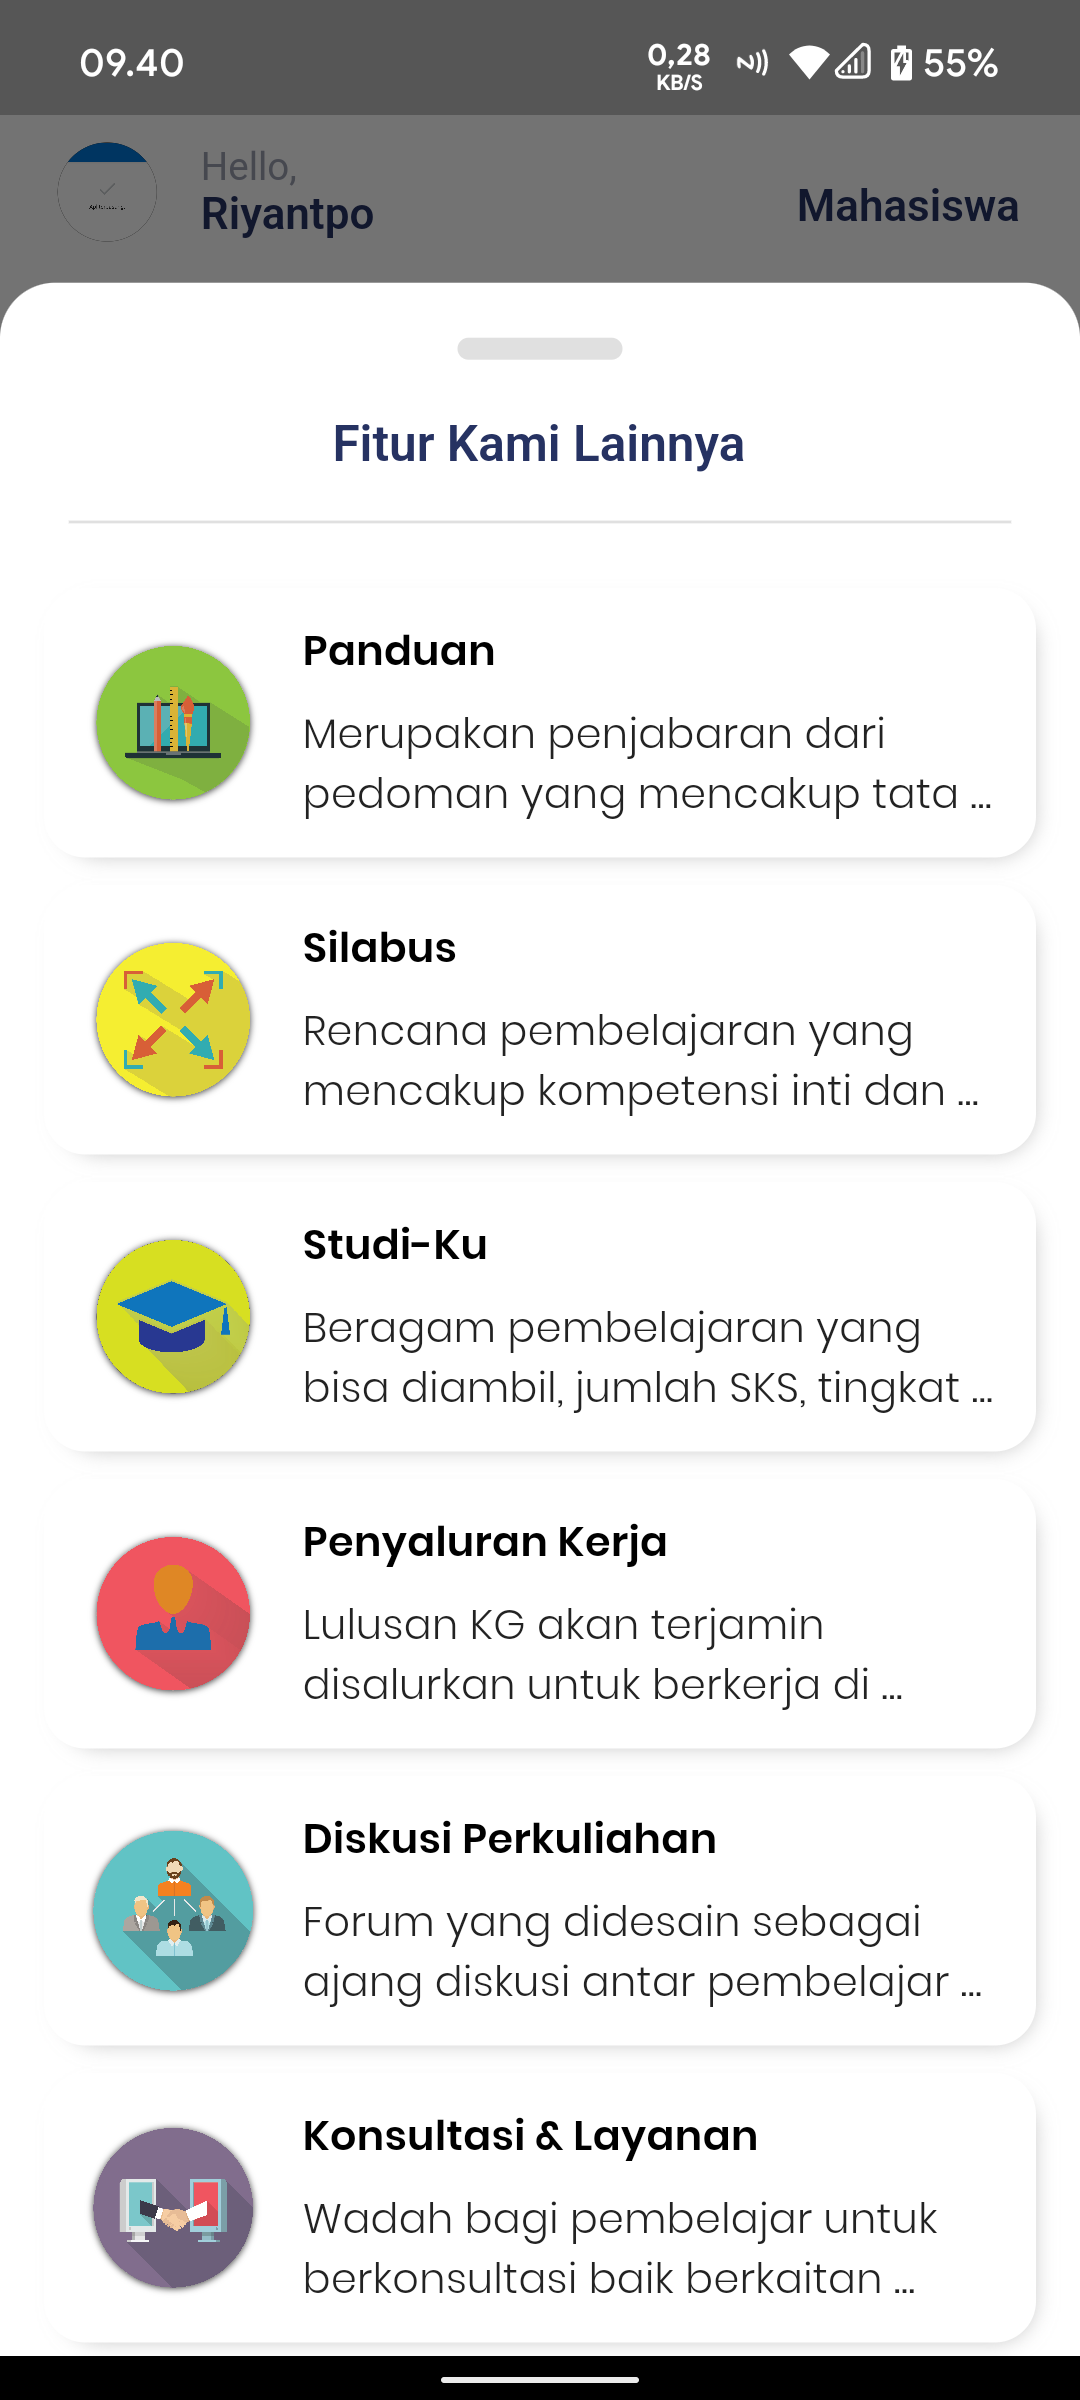 09.40
0,28
KB/S
55%
Hello,
Riyantpo
Mahasiswa
Fitur Kami Lainnya
Panduan
Merupakan penjabaran dari
pedoman yang mencakup tata ...
Silabus
Rencana pembelajaran yang
mencakup kompetensi inti dan ...
Studi-Ku
Beragam pembelajaran yang
bisa diambil, jumlah SKS, tingkat ...
Penyaluran Kerja
Lulusan KG akan terjamin
disalurkan untuk berkerja di ...
Diskusi Perkuliahan
Forum yang didesain sebagai
ajang diskusi antar pembelajar ...
Konsultasi & Layanan
Wadah bagi pembelajar untuk
berkonsultasi baik berkaitan ...